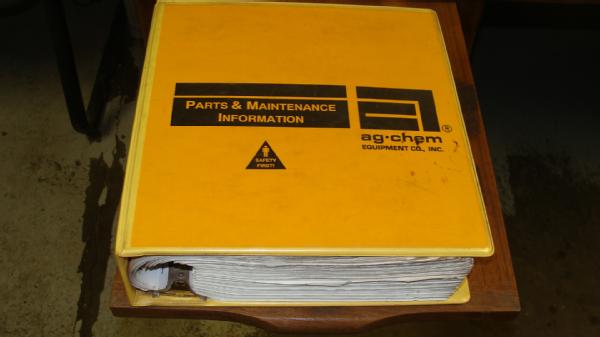 PARTS & MAINTENANCE
INFORMATION
ag·chem
EQUIPMENT CO., INC.
®
SAFETY
FIRST!